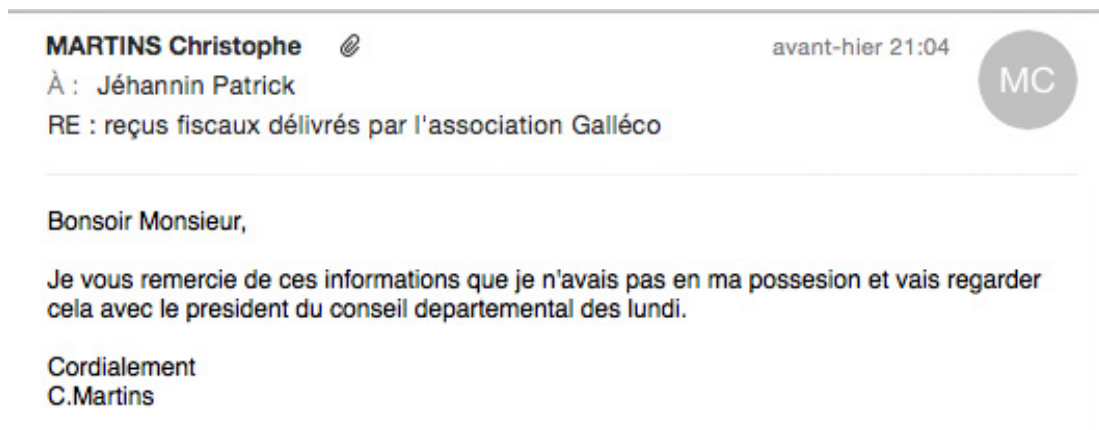 MARTINS Christophe
avant-hier 21:04
MC
À : Jéhannin Patrick
RE : reçus fiscaux délivrés par l'association Galléco
Bonsoir Monsieur,
Je vous remercie de ces informations que je n'avais pas en ma possesion et vais regarder
cela avec le president du conseil departemental des lundi.
Cordialement
C.Martins